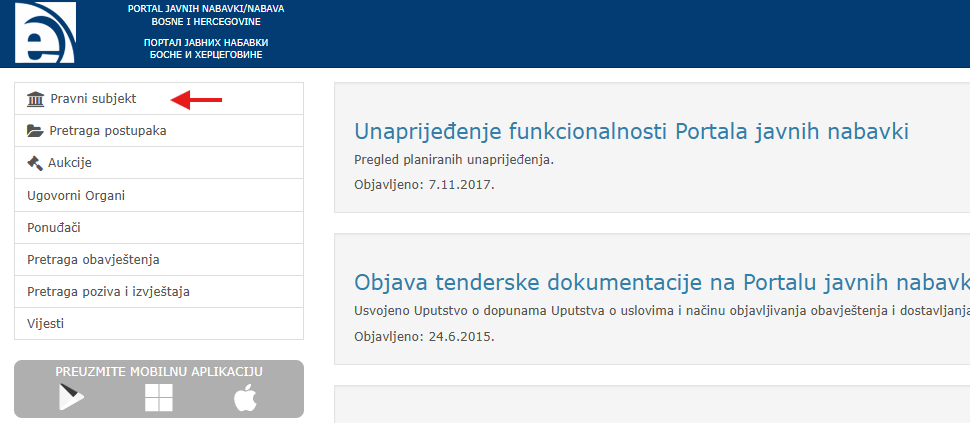 PORTAL JAVNIH NABAVKI/NABAVA
BOSNE I HERCEGOVINE
ПОРТАЛ ЈАВНИХ НАБАВКИ
БОСНЕ И ХЕРЦЕГОВИНЕ
Pravni subjekt
Pretraga postupaka
Aukcije
Ugovorni Organi
Ponuđači
Pretraga obavještenja
Pretraga poziva i izvještaja
Vijesti
PREUZMITE MOBILNU APLIKACIJU
Unaprijeđenje funkcionalnosti Portala javnih nabavki
Pregled planiranih unaprijeđenja.
Objavljeno: 7.11.2017.
Objava tenderske dokumentacije na Portalu javnih nabavk
Usvojeno Uputstvo o dopunama Uputstva o uslovima i načinu objavljivanja obavještenja i dostavljanja
Objavljeno: 24.6.2015.